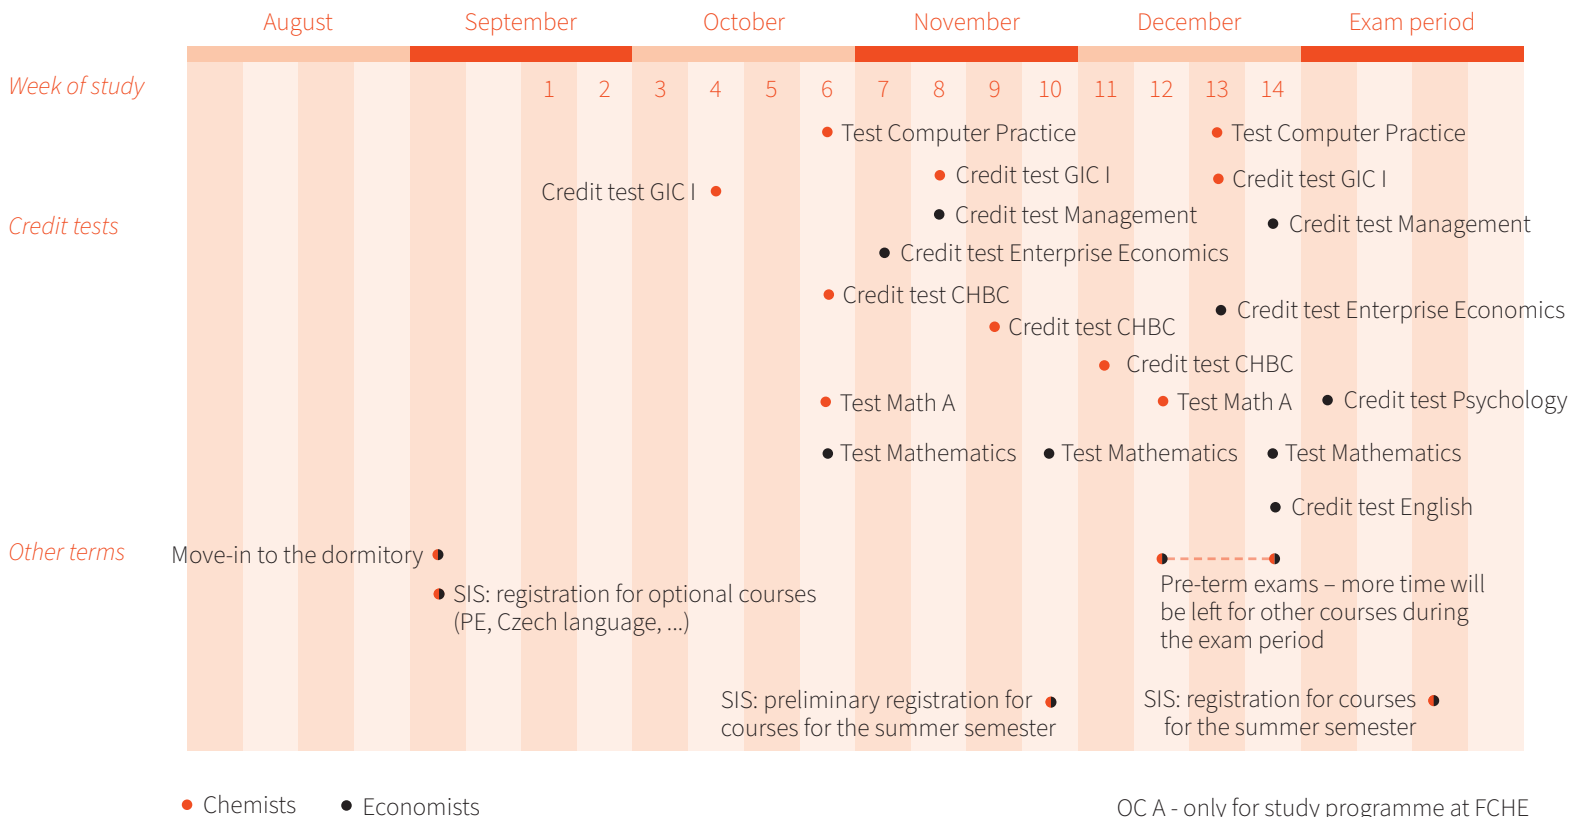 August September October November December Exam period
Week of study 1 2 3 4 5 6 7 8 9 10 11 12 13 14
Test Computer Practice Test Computer Practice
Credit test GIC I Credit test GIC I
Credit test GIC I
Credit test Management
Credit tests Credit test Management
Credit test Enterprise Economics
Credit test CHBC
Credit test Enterprise Economics
Credit test CHBC
Credit test CHBC
Test Math A Test Math A Credit test Psychology
Test Mathematics Test Mathematics Test Mathematics
Credit test English
Other terms Move-in to the dormitory
Pre-term exams – more time will
be left for other courses during
the exam period
SIS: registration for optional courses
(PE, Czech language, ...)
SIS: preliminary registration for
courses for the summer semester
SIS: registration for courses
for the summer semester
Chemists Economists
OC A - only for study programme at FCHE